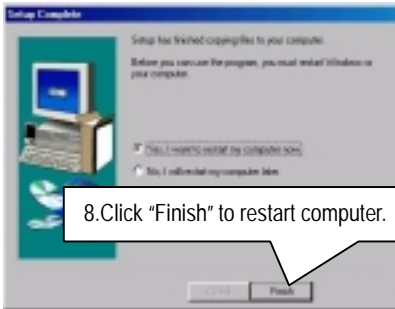 Setup Complete
Setup has finished copying files to your computer.
Before you can use the program, you must restart Windows or
your computer.
Yes, I want to restart my computer now.
No, I will restart my computer later.
8.Click “Finish” to restart computer.
Finish